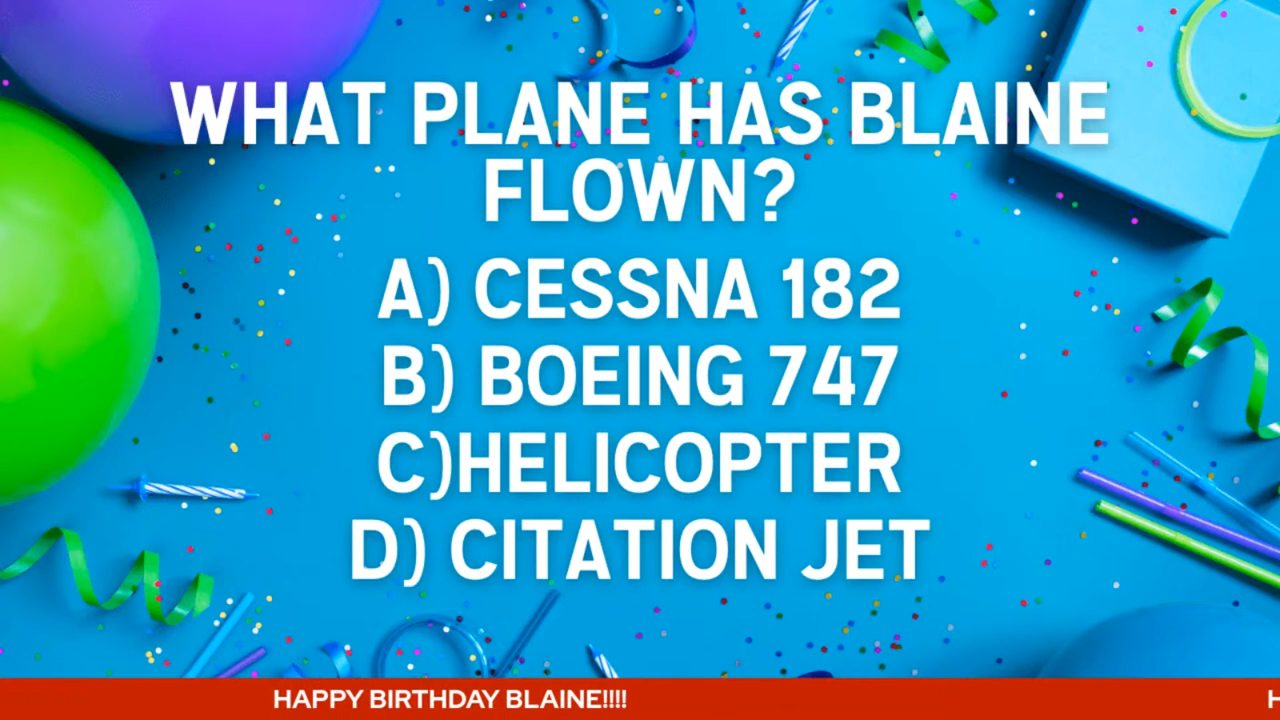 WHAT PLANE HAS BLAINE
FLOWN?
A) CESSNA 182
B) BOEING 747
C)HELICOPTER
D) CITATION JET
HAPPY BIRTHDAY BLAINE!!!! H